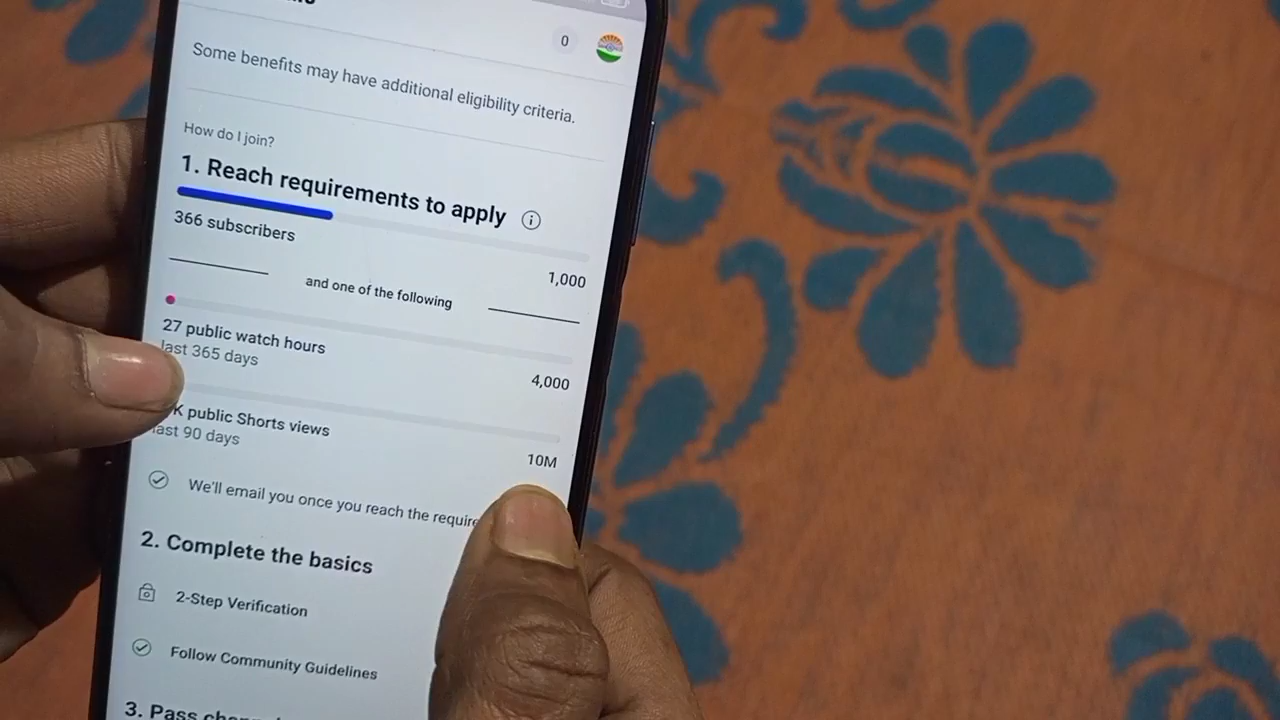 0
Some benefits may have additional eligibility criteria.
How do I join?
1. Reach requirements to apply
366 subscribers
1,000
and one of the following
27 public watch hours
last 365 days
4,000
K public Shorts views
last 90 days
10M
We'll email you once you reach the
2. Complete the basics
2-Step Verification
Follow Community Guidelines
3. Pass